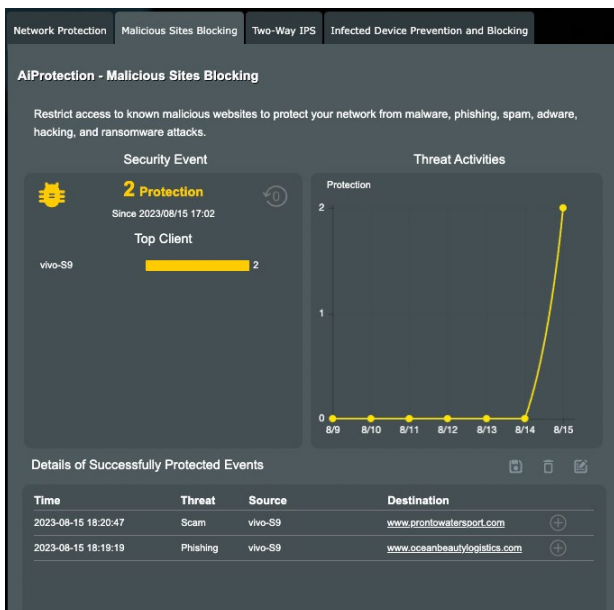 Network Protection
Malicious Sites Blocking
Two-Way IPS
Infected Device Prevention and Blocking
AiProtection - Malicious Sites Blocking
Restrict access to known malicious websites to protect your network from malware, phishing, spam, adware,
hacking, and ransomware attacks.
Security Event
2 Protection
0
Since 2023/08/15 17:02
Top Client
vivo-S9
2
Threat Activities
Protection
2
1
0
8/9 8/10 8/11 8/12 8/13 8/14 8/15
Details of Successfully Protected Events
Time Threat Source Destination
2023-08-15 18:20:47 Scam vivo-S9 www.prontowatersport.com
2023-08-15 18:19:19 Phishing vivo-S9 www.oceanbeautylogistics.com